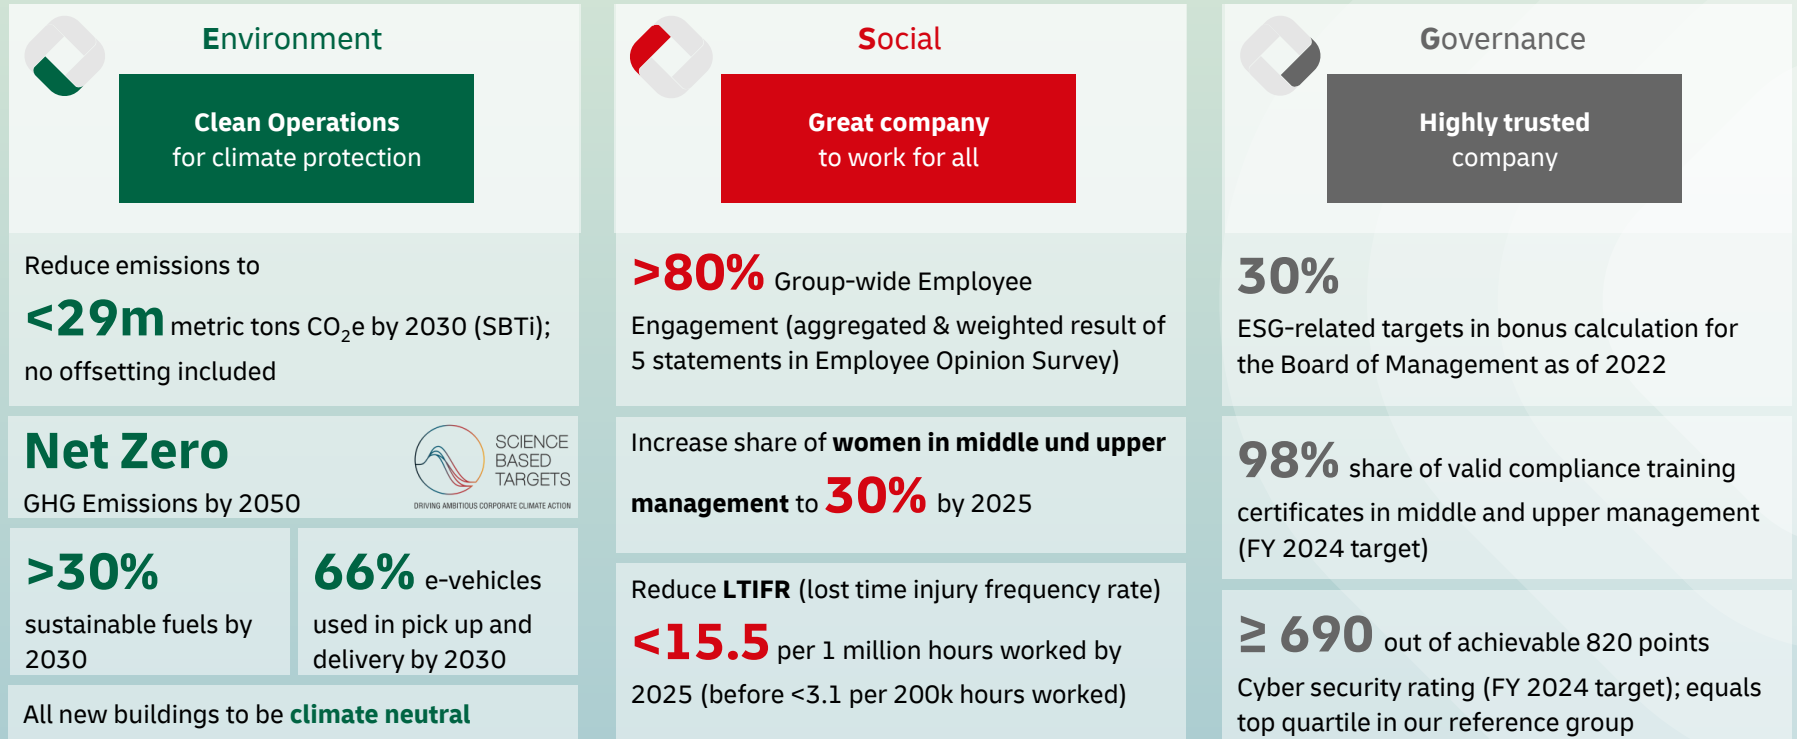 Environment
Clean Operations
for climate protection
Reduce emissions to
<29m metric tons CO₂e by 2030 (SBTi);
no offsetting included
Net Zero
GHG Emissions by 2050
SCIENCE
BASED
TARGETS
DRIVING AMBITIOUS CORPORATE CLIMATE ACTION
>30%
sustainable fuels by
2030
66% e-vehicles
used in pick up and
delivery by 2030
All new buildings to be climate neutral
Social
Great company
to work for all
>80% Group-wide Employee
Engagement (aggregated & weighted result of
5 statements in Employee Opinion Survey)
Increase share of women in middle und upper
management to 30% by 2025
Reduce LTIFR (lost time injury frequency rate)
<15.5 per 1 million hours worked by
2025 (before <3.1 per 200k hours worked)
Governance
Highly trusted
company
30%
ESG-related targets in bonus calculation for
the Board of Management as of 2022
98% share of valid compliance training
certificates in middle and upper management
(FY 2024 target)
≥ 690 out of achievable 820 points
Cyber security rating (FY 2024 target); equals
top quartile in our reference group